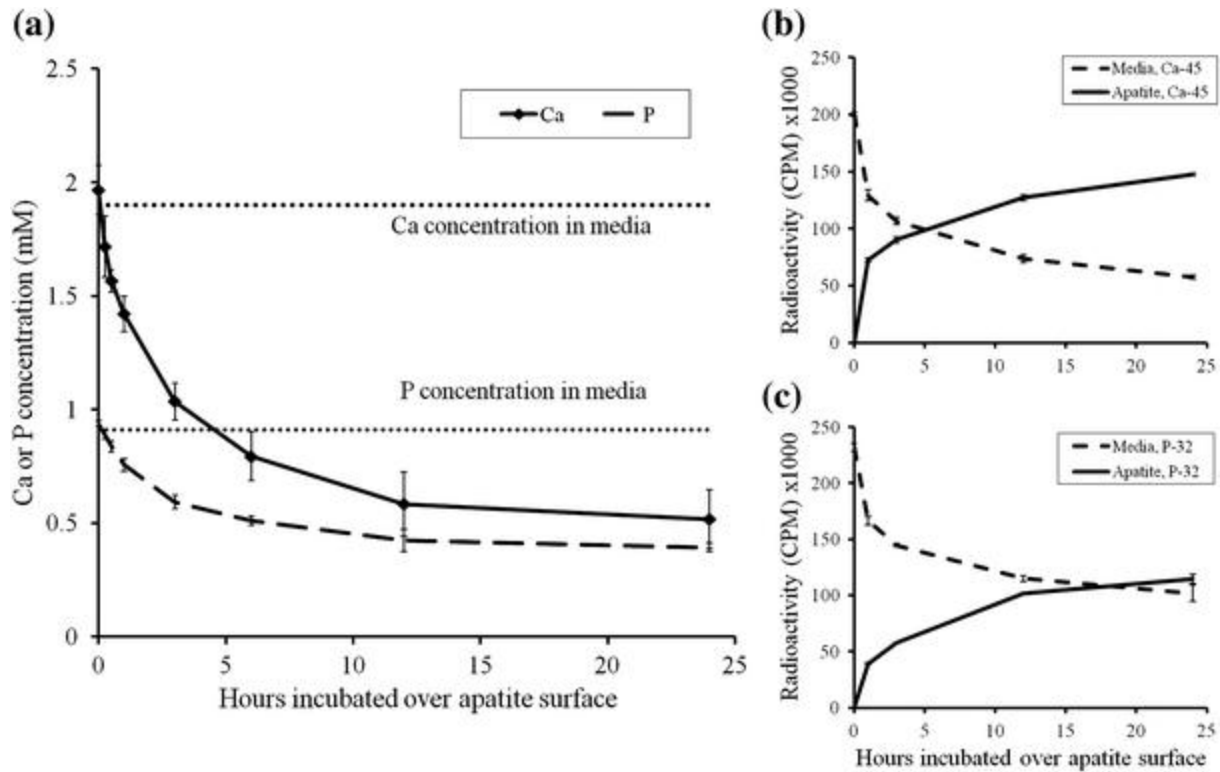 (a)
2.5
2
1.5
1
0.5
0
0
5
10
15
20
25
Ca or P concentration (mM)
Hours incubated over apatite surface
Ca
P
Ca concentration in media
P concentration in media
(b)
250
200
150
100
50
0
0
5
10
15
20
25
Radioactivity (CPM) x1000
Media, Ca-45
Apatite, Ca-45
(c)
250
200
150
100
50
0
0
5
10
15
20
25
Radioactivity (CPM) x1000
Media, P-32
Apatite, P-32
Hours incubated over apatite surface